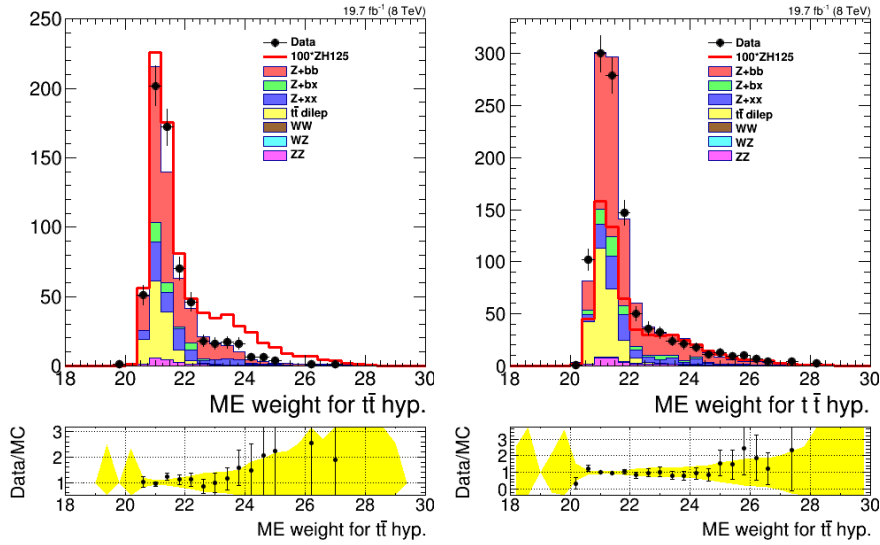 19.7 fb⁻¹ (8 TeV)
250
200
150
100
50
0
Data
100*ZH125
Z+bb
Z+bx
Z+xx
tt̄ dilep
WW
WZ
ZZ
18 20 22 24 26 28 30
ME weight for tt̄ hyp.
Data/MC
3
2
1
18 20 22 24 26 28 30
ME weight for tt̄ hyp.
19.7 fb⁻¹ (8 TeV)
300
250
200
150
100
50
0
Data
100*ZH125
Z+bb
Z+bx
Z+xx
tt̄ dilep
WW
WZ
ZZ
18 20 22 24 26 28 30
ME weight for t t̄ hyp.
Data/MC
3
2
1
0
18 20 22 24 26 28 30
ME weight for tt̄ hyp.